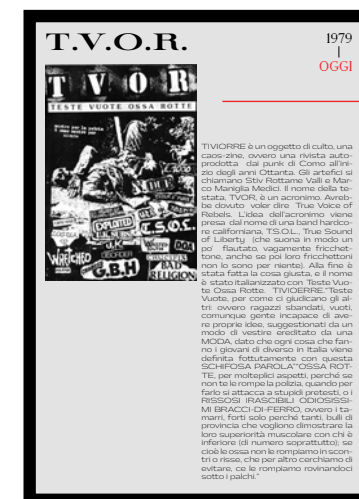 T.V.O.R.
1979
|
OGGI
TVOR
TESTE VUOTE OSSA ROTTE
EXPLOITED
U.K.
DISORDER
WRETCHED
G.B.H
CRUCIFIX
BAD
RELIGION
TIVIORRE è un oggetto di culto, una
caos-zine, ovvero una rivista auto-
prodotta dai punk di Como all'ini-
zio degli anni Ottanta. Gli artefici si
chiamano Stiv Rottame Valli e Mar-
co Maniglia Medici. Il nome della te-
stata, TVOR, è un acronimo. Avreb-
be dovuto voler dire True Voice of
Rebels. L'idea dell'acronimo viene
presa dal nome di una band hardco-
re californiana, T.S.O.L., True Sound
of Liberty (che suona in modo un
po' flautato, vagamente fricchet-
tone, anche se poi loro fricchettoni
non lo sono per niente). Alla fine è
stata fatta la cosa giusta, e il nome
è stato italianizzato con Teste Vuo-
te Ossa Rotte. TIVIOERRE."Teste
Vuote, per come ci giudicano gli al-
tri: ovvero ragazzi sbandati, vuoti,
comunque gente incapace di ave-
re proprie idee, suggestionati da un
modo di vestire ereditato da una
MODA, dato che ogni cosa che fan-
no i giovani di diverso in Italia viene
definita fottutamente con questa
SCHIFOSA PAROLA""OSSA ROT-
TE, per molteplici aspetti, perché se
non te le rompe la polizia, quando per
farlo si attacca a stupidi pretesti, o i
RISSOSI IRASCIBILI ODIOSISSI-
MI BRACCI-DI-FERRO, ovvero i ta-
marri, forti solo perché tanti, bulli di
provincia che vogliono dimostrare la
loro superiorità muscolare con chi è
inferiore (di numero soprattutto); se
cioè le ossa non le rompiamo in scon-
tri o risse, che per altro cerchiamo di
evitare, ce le rompiamo rovinandoci
sotto i palchi."